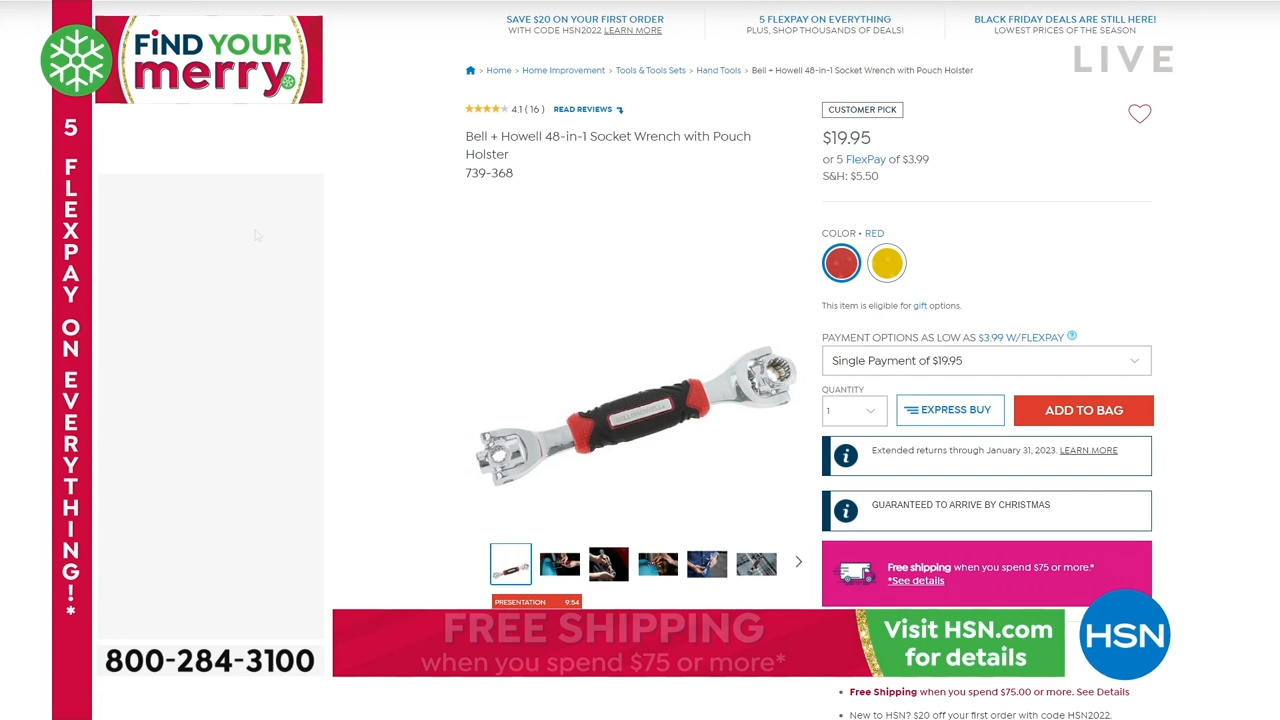 FiND YOUR
merry
5 FLEXPAY ON EVERYTHING!*
800-284-3100
SAVE $20 ON YOUR FIRST ORDER
WITH CODE HSN2022 LEARN MORE
5 FLEXPAY ON EVERYTHING
PLUS, SHOP THOUSANDS OF DEALS!
BLACK FRIDAY DEALS ARE STILL HERE!
LOWEST PRICES OF THE SEASON
LIVE
> Home > Home Improvement > Tools & Tools Sets > Hand Tools > Bell + Howell 48-in-1 Socket Wrench with Pouch Holster
4.1 ( 16 ) READ REVIEWS
Bell + Howell 48-in-1 Socket Wrench with Pouch
Holster
739-368
PRESENTATION 9:54
CUSTOMER PICK
$19.95
or 5 FlexPay of $3.99
S&H: $5.50
COLOR • RED
This item is eligible for gift options.
PAYMENT OPTIONS AS LOW AS $3.99 W/FLEXPAY ?
Single Payment of $19.95
QUANTITY
1
EXPRESS BUY
ADD TO BAG
Extended returns through January 31, 2023. LEARN MORE
GUARANTEED TO ARRIVE BY CHRISTMAS
Free shipping when you spend $75 or more.*
*See details
FREE SHIPPING
when you spend $75 or more*
Visit HSN.com
for details
HSN
• Free Shipping when you spend $75.00 or more. See Details
• New to HSN? $20 off your first order with code HSN2022.